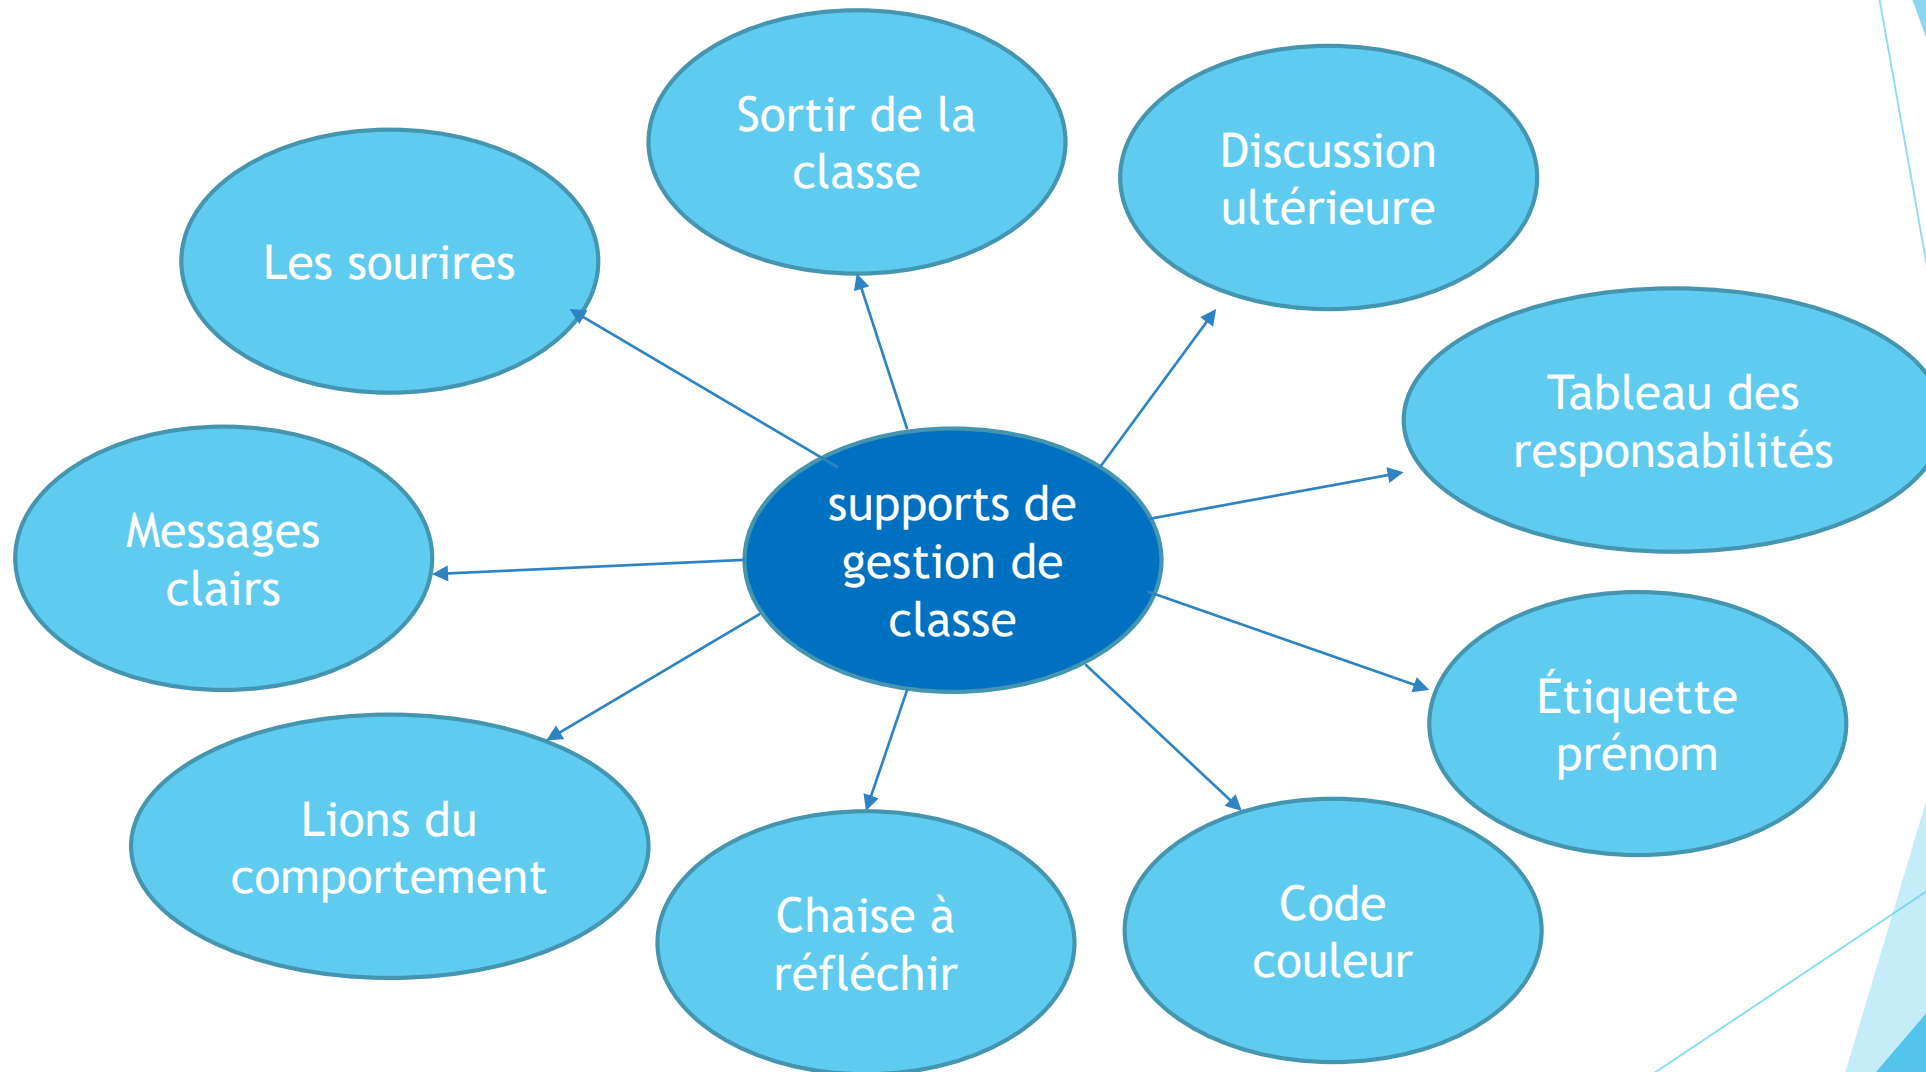 Sortir de la
classe
Discussion
ultérieure
Les sourires
Tableau des
responsabilités
supports de
gestion de
classe
Messages
clairs
Étiquette
prénom
Lions du
comportement
Chaise à
réfléchir
Code
couleur